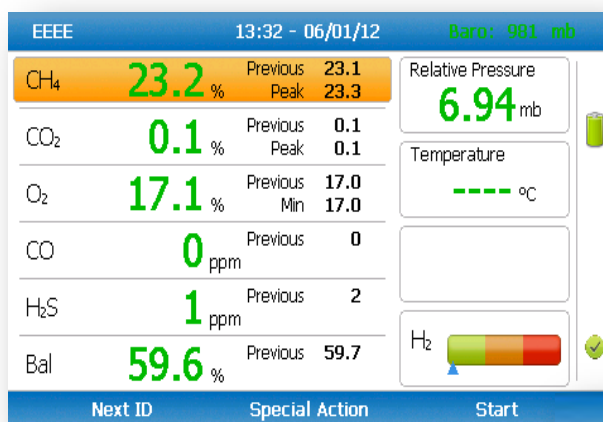 EEEE 13:32 - 06/01/12 Baro: 981 mb
CH₄ 23.2 % Previous 23.1
Peak 23.3
CO₂ 0.1 % Previous 0.1
Peak 0.1
O₂ 17.1 % Previous 17.0
Min 17.0
CO 0 ppm Previous 0
H₂S 1 ppm Previous 2
Bal 59.6 % Previous 59.7
Relative Pressure
6.94 mb
Temperature
---- ºC
H₂
Next ID Special Action Start